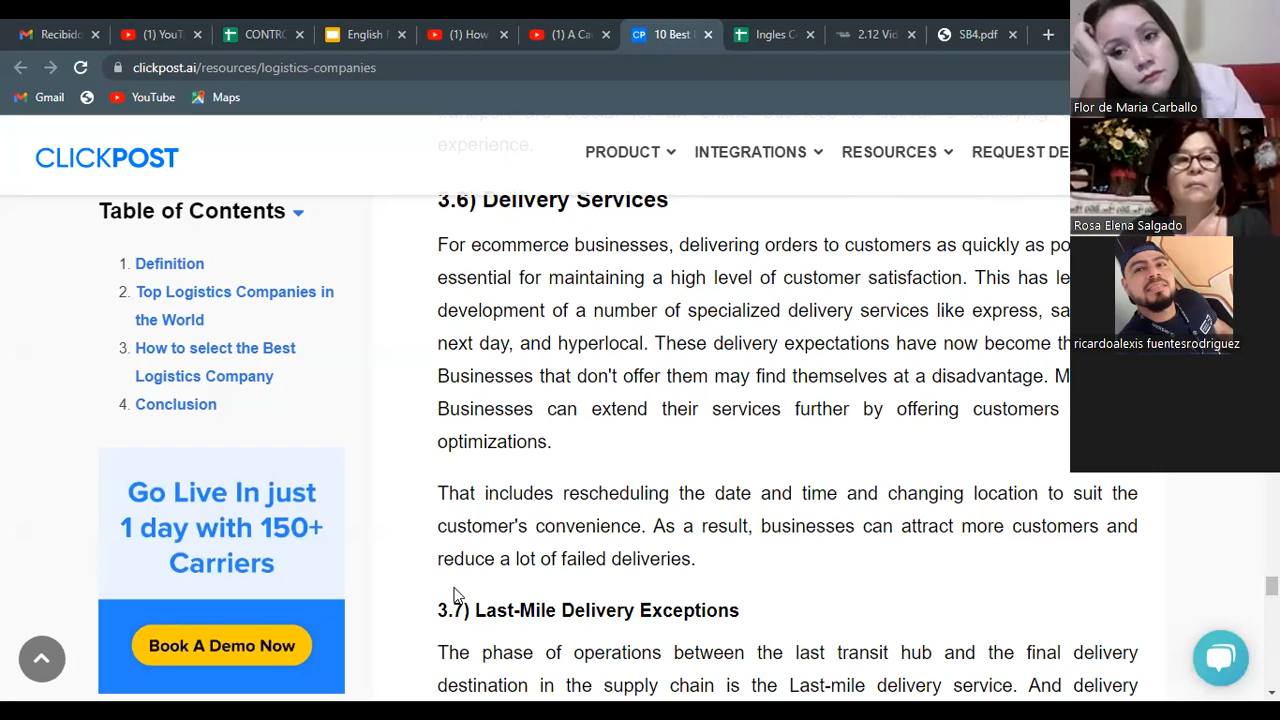 Recibido
(1) YouT
CONTRO
English
(1) How
(1) A Ca
CP 10 Best
Ingles C
2.12 Vid
SB4.pdf
clickpost.ai/resources/logistics-companies
Gmail
YouTube
Maps
experience.
CLICKPOST
PRODUCT
INTEGRATIONS
RESOURCES
REQUEST DE
Table of Contents
1. Definition
2. Top Logistics Companies in
the World
3. How to select the Best
Logistics Company
4. Conclusion
Go Live In just
1 day with 150+
Carriers
Book A Demo Now
3.6) Delivery Services
For ecommerce businesses, delivering orders to customers as quickly as po
essential for maintaining a high level of customer satisfaction. This has le
development of a number of specialized delivery services like express, sa
next day, and hyperlocal. These delivery expectations have now become th
Businesses that don't offer them may find themselves at a disadvantage. M
Businesses can extend their services further by offering customers
optimizations.
That includes rescheduling the date and time and changing location to suit the
customer's convenience. As a result, businesses can attract more customers and
reduce a lot of failed deliveries.
3.7) Last-Mile Delivery Exceptions
The phase of operations between the last transit hub and the final delivery
destination in the supply chain is the Last-mile delivery service. And delivery
Flor de Maria Carballo
Rosa Elena Salgado
ricardoalexis fuentesrodriguez